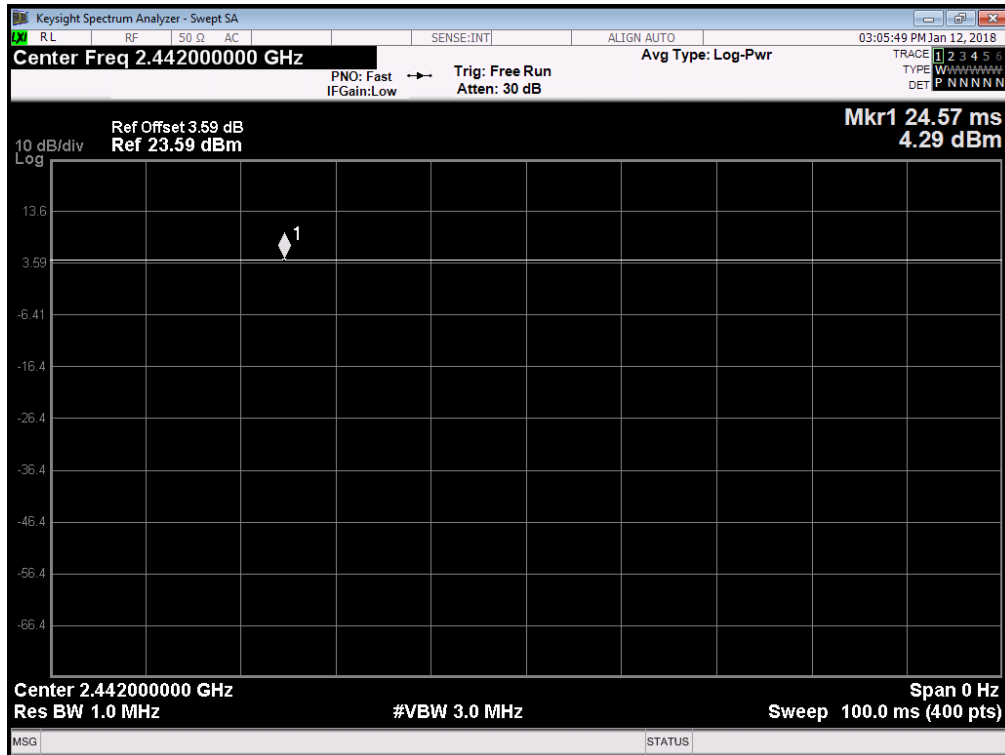 Keysight Spectrum Analyzer - Swept SA
LXI RL RF 50 Ω AC SENSE:INT ALIGN AUTO 03:05:49 PM Jan 12, 2018
Center Freq 2.442000000 GHz Avg Type: Log-Pwr TRACE 1 2 3 4 5 6
PNO: Fast Trig: Free Run TYPE WWWWWW
IFGain:Low Atten: 30 dB DET P N N N N N
Mkr1 24.57 ms
Ref Offset 3.59 dB
10 dB/div Ref 23.59 dBm 4.29 dBm
Log
13.6
1
3.59
-6.41
-16.4
-26.4
-36.4
-46.4
-56.4
-66.4
Center 2.442000000 GHz Span 0 Hz
Res BW 1.0 MHz #VBW 3.0 MHz Sweep 100.0 ms (400 pts)
MSG STATUS